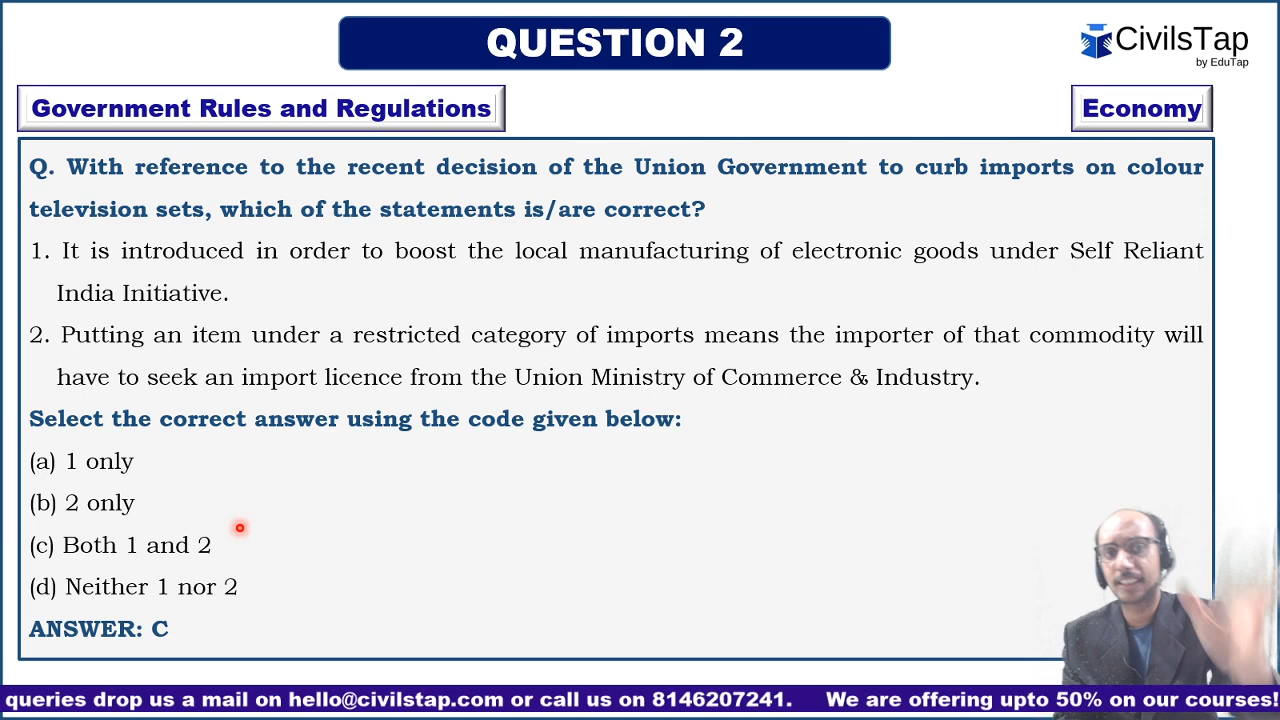 QUESTION 2
CivilsTap
by EduTap
Government Rules and Regulations
Economy
Q. With reference to the recent decision of the Union Government to curb imports on colour
television sets, which of the statements is/are correct?
1. It is introduced in order to boost the local manufacturing of electronic goods under Self Reliant
India Initiative.
2. Putting an item under a restricted category of imports means the importer of that commodity will
have to seek an import licence from the Union Ministry of Commerce & Industry.
Select the correct answer using the code given below:
(a) 1 only
(b) 2 only
(c) Both 1 and 2
(d) Neither 1 nor 2
ANSWER: C
queries drop us a mail on hello@civilstap.com or call us on 8146207241. We are offering upto 50% on our courses!